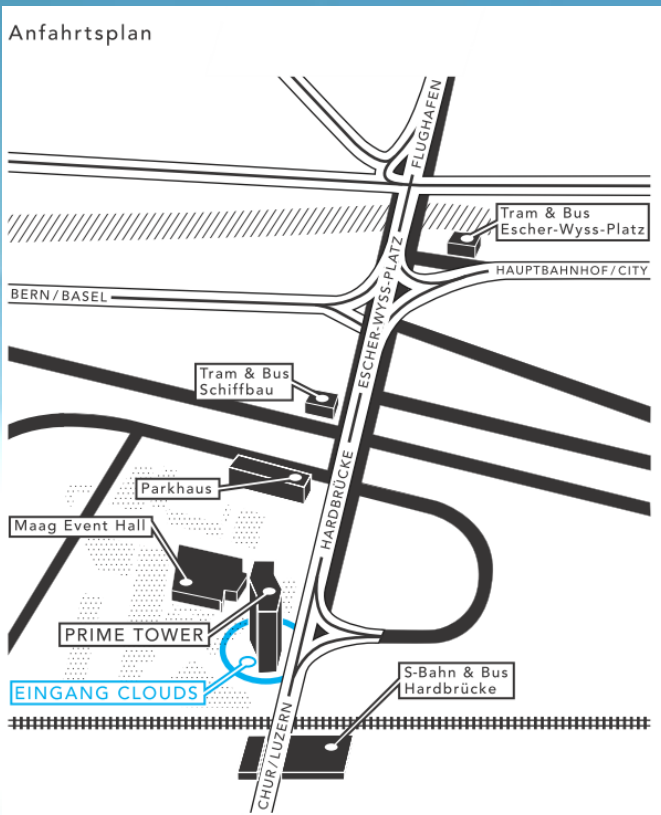 Anfahrtsplan
FLUGHAFEN
Tram & Bus
Escher-Wyss-Platz
HAUPTBAHNHOF/CITY
BERN/BASEL
ESCHER-WYSS-PLATZ
Tram & Bus
Schiffbau
Parkhaus
HARDBRÜCKE
Maag Event Hall
PRIME TOWER
EINGANG CLOUDS
S-Bahn & Bus
Hardbrücke
CHUR/LUZERN